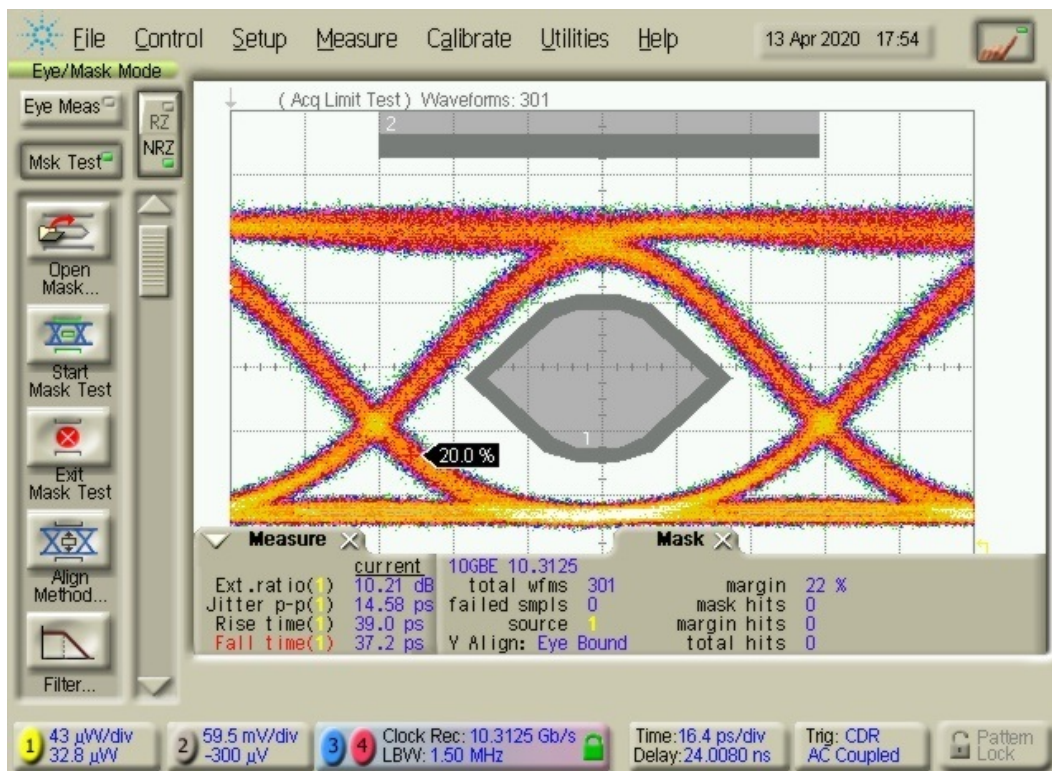 File Control Setup Measure Calibrate Utilities Help 13 Apr 2020 17:54
Eye/Mask Mode
Eye Meas
RZ
NRZ
Msk Test
Open
Mask...
Start
Mask Test
Exit
Mask Test
Align
Method...
Filter...
( Acq Limit Test ) Waveforms: 301
2
1
20.0 %
Measure
current
Ext.ratio(1) 10.21 dB
Jitter p-p(1) 14.58 ps
Rise time(1) 39.0 ps
Fall time(1) 37.2 ps
Mask
10GBE 10.3125
total wfms 301 margin 22 %
failed smpls 0 mask hits 0
source 1 margin hits 0
Y Align: Eye Bound total hits 0
1 43 µW/div
32.8 µW
2 59.5 mV/div
-300 µV
3 4 Clock Rec: 10.3125 Gb/s
LBW: 1.50 MHz
Time:16.4 ps/div
Delay:24.0080 ns
Trig: CDR
AC Coupled
Pattern
Lock